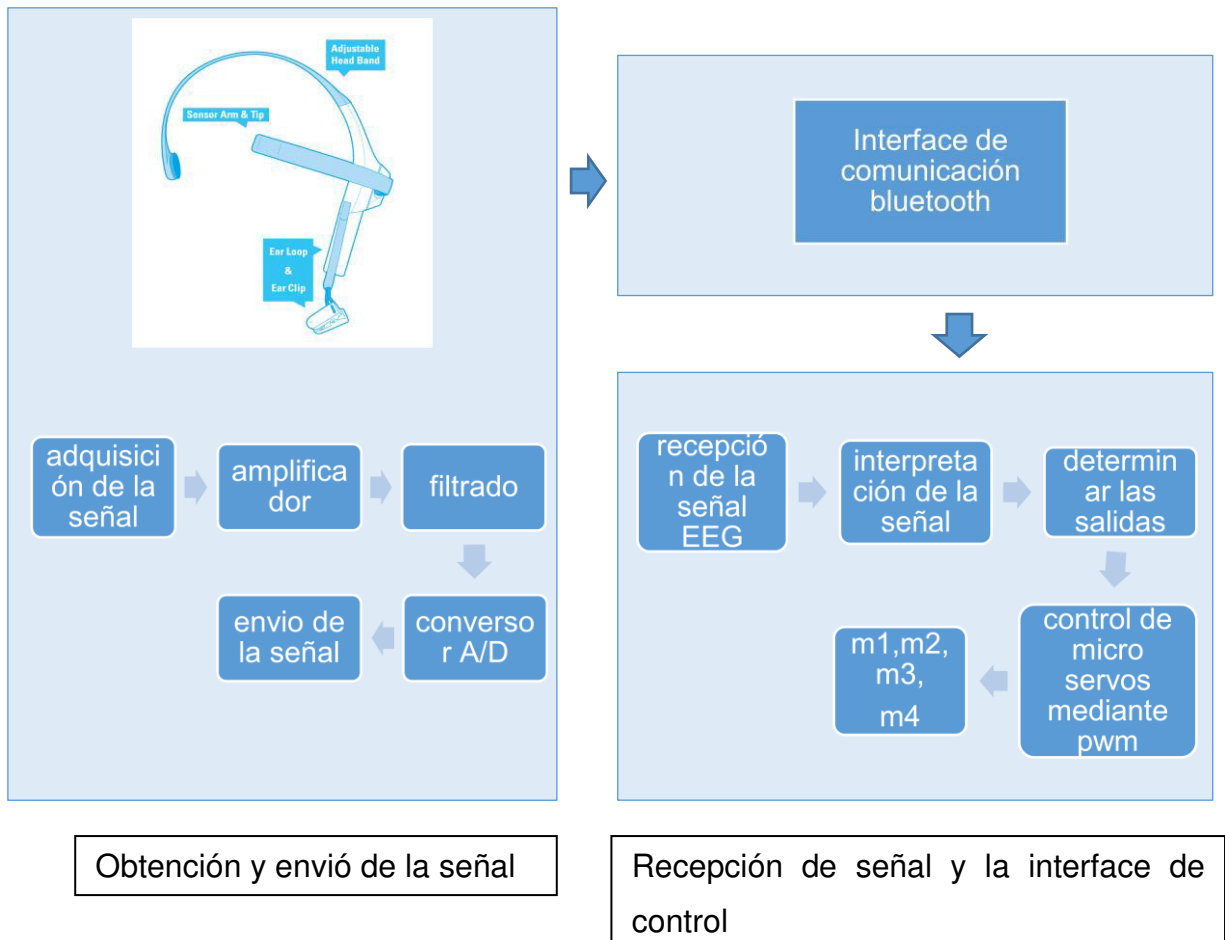 Adjustable
Head Band
Sensor Arm & Tip
Ear Loop
&
Ear Clip
adquisici
ón de la
señal
amplifica
dor
filtrado
converso
r A/D
envio de
la señal
Interface de
comunicación
bluetooth
recepció
n de la
señal
EEG
interpreta
ción de la
señal
determin
ar las
salidas
control de
micro
servos
mediante
pwm
m1,m2,
m3,
m4
Obtención y envió de la señal
Recepción de señal y la interface de
control